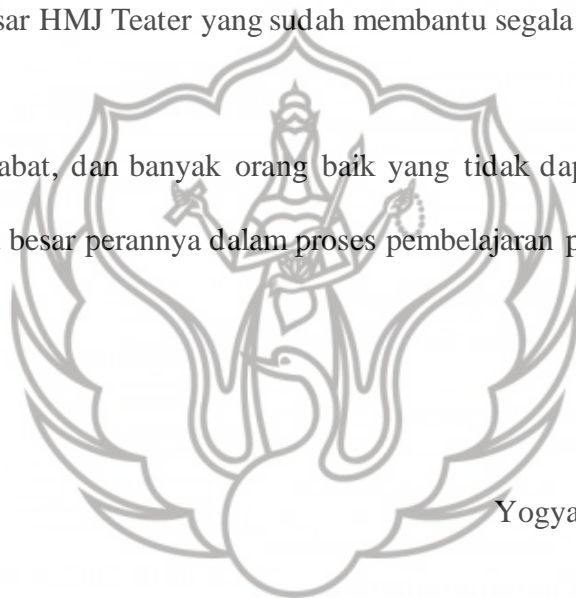 sar HMJ Teater yang sudah membantu segala
abat, dan banyak orang baik yang tidak dap
besar perannya dalam proses pembelajaran p
Yogya